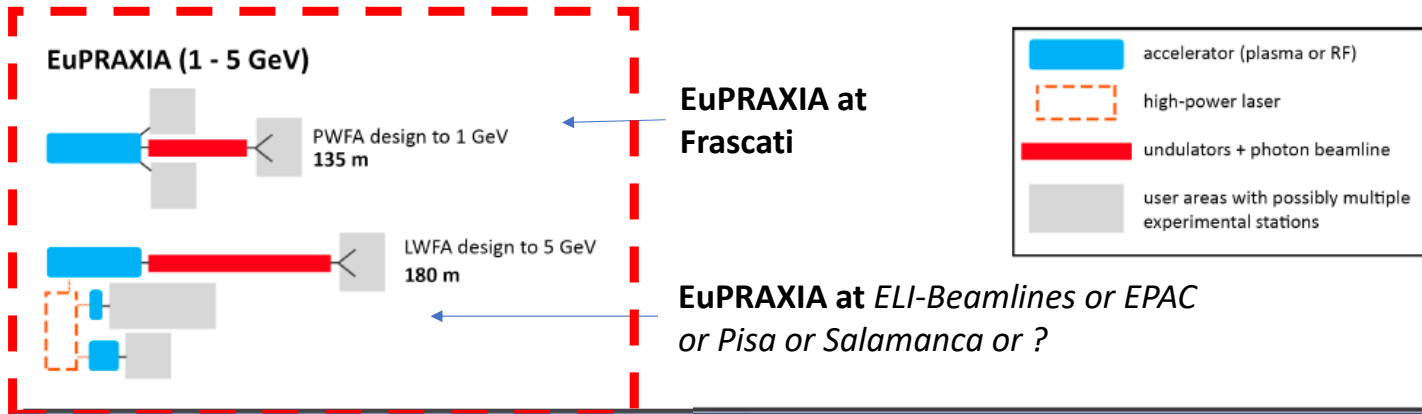 EuPRAXIA (1 - 5 GeV)
PWFA design to 1 GeV
135 m
LWFA design to 5 GeV
180 m
EuPRAXIA at
Frascati
EuPRAXIA at ELI-Beamlines or EPAC
or Pisa or Salamanca or ?
accelerator (plasma or RF)
high-power laser
undulators + photon beamline
user areas with possibly multiple
experimental stations